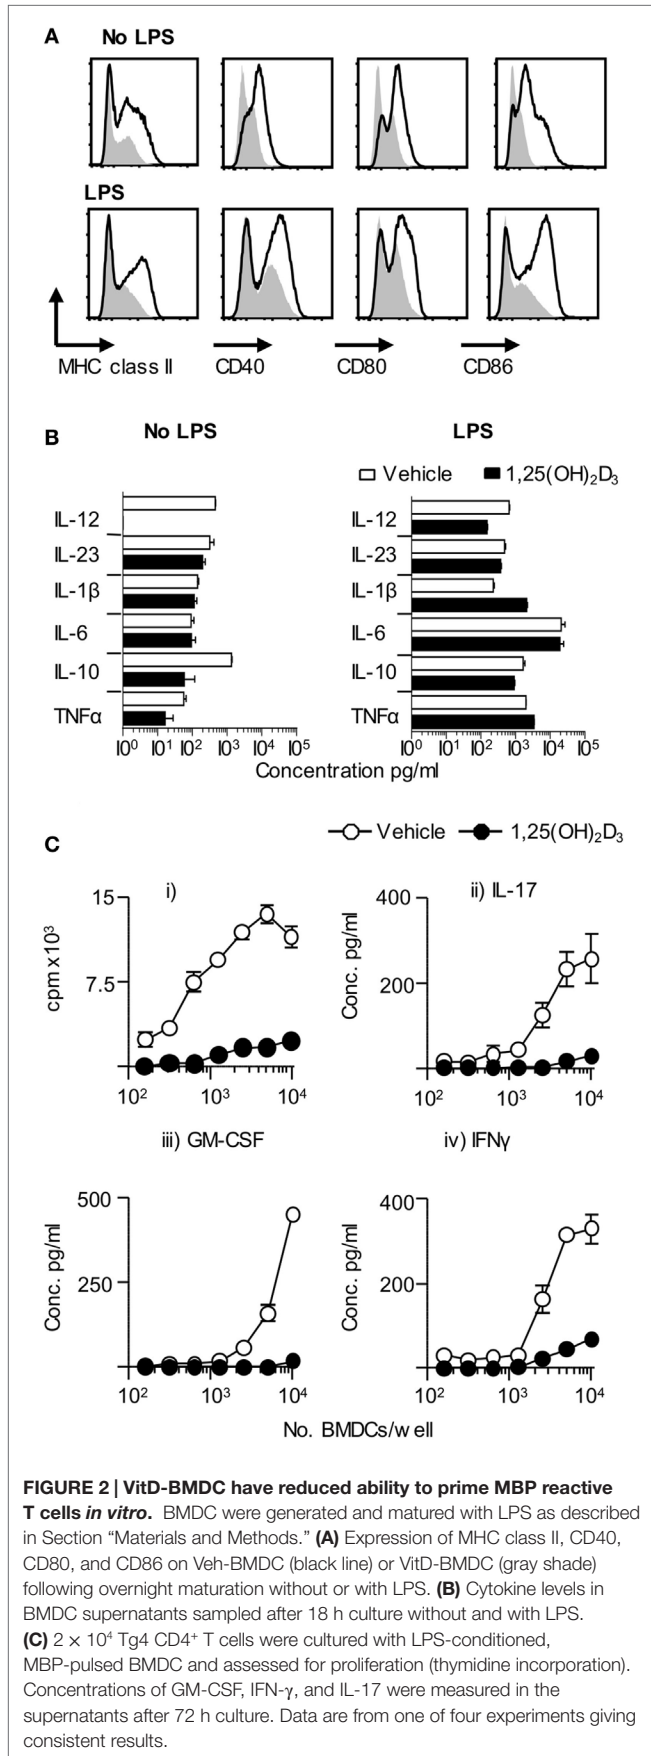 A
No LPS
LPS
MHC class II
CD40
CD80
CD86
B
No LPS
LPS
Vehicle
1,25(OH)₂D₃
IL-12
IL-23
IL-1β
IL-6
IL-10
TNFα
IL-12
IL-23
IL-1β
IL-6
IL-10
TNFα
10⁰ 10¹ 10² 10³ 10⁴ 10⁵
10⁰ 10¹ 10² 10³ 10⁴ 10⁵
Concentration pg/ml
C
Vehicle
1,25(OH)₂D₃
i)
15
7.5
cpm x10³
10² 10³ 10⁴
ii) IL-17
400
200
Conc. pg/ml
10² 10³ 10⁴
iii) GM-CSF
500
250
Conc. pg/ml
10² 10³ 10⁴
iv) IFNγ
400
200
Conc. pg/ml
10² 10³ 10⁴
No. BMDCs/well
FIGURE 2 | VitD-BMDC have reduced ability to prime MBP reactive
T cells in vitro. BMDC were generated and matured with LPS as described
in Section “Materials and Methods.” (A) Expression of MHC class II, CD40,
CD80, and CD86 on Veh-BMDC (black line) or VitD-BMDC (gray shade)
following overnight maturation without or with LPS. (B) Cytokine levels in
BMDC supernatants sampled after 18 h culture without and with LPS.
(C) 2 × 10⁴ Tg4 CD4⁺ T cells were cultured with LPS-conditioned,
MBP-pulsed BMDC and assessed for proliferation (thymidine incorporation).
Concentrations of GM-CSF, IFN-γ, and IL-17 were measured in the
supernatants after 72 h culture. Data are from one of four experiments giving
consistent results.